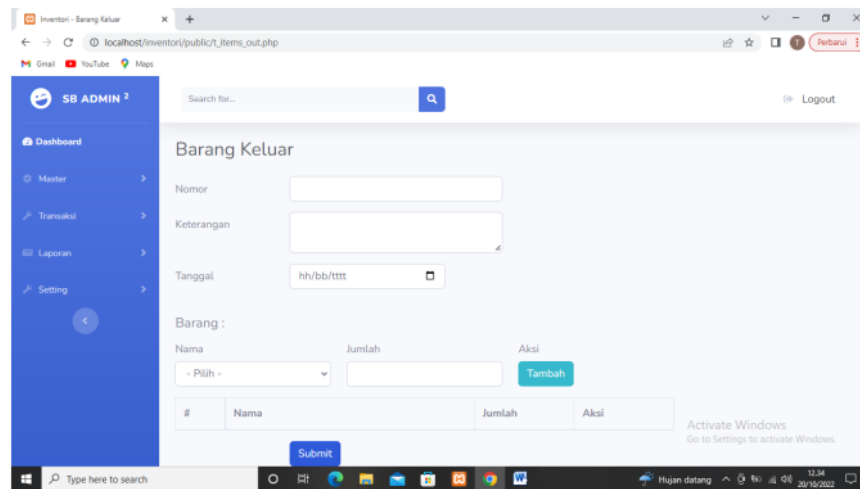 Inventori - Barang Keluar
localhost/inventori/public/t_items_out.php
Perbarui
Gmail YouTube Maps
SB ADMIN 2
Search for...
Logout
Dashboard
Master
Transaksi
Laporan
Setting
Barang Keluar
Nomor
Keterangan
Tanggal
hh/bb/tttt
Barang :
Nama Jumlah Aksi
- Pilih -
Tambah
# Nama Jumlah Aksi
Submit
Activate Windows
Go to Settings to activate Windows.
Type here to search
Hujan datang
12.34
20/10/2022